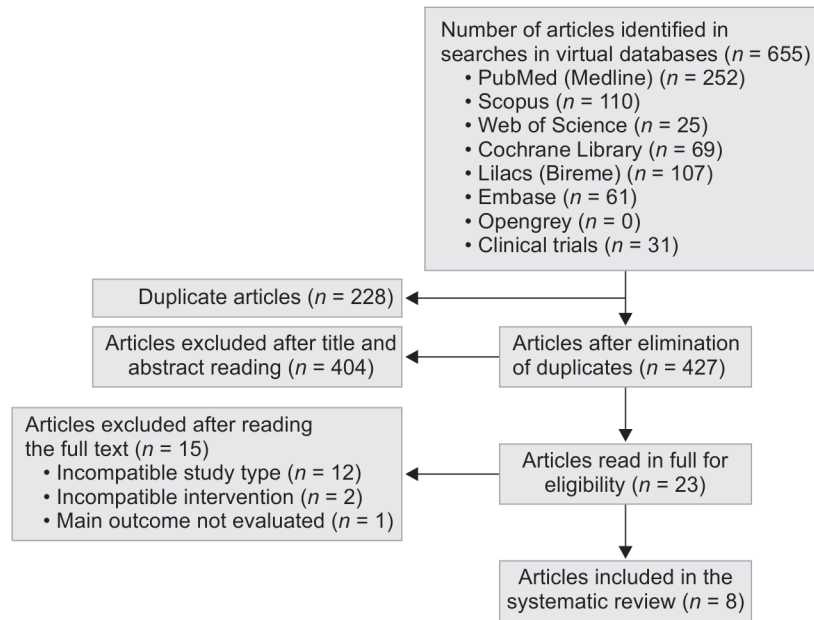 Number of articles identified in
searches in virtual databases (n = 655)
• PubMed (Medline) (n = 252)
• Scopus (n = 110)
• Web of Science (n = 25)
• Cochrane Library (n = 69)
• Lilacs (Bireme) (n = 107)
• Embase (n = 61)
• Opengrey (n = 0)
• Clinical trials (n = 31)
Duplicate articles (n = 228)
Articles excluded after title and
abstract reading (n = 404)
Articles after elimination
of duplicates (n = 427)
Articles excluded after reading
the full text (n = 15)
• Incompatible study type (n = 12)
• Incompatible intervention (n = 2)
• Main outcome not evaluated (n = 1)
Articles read in full for
eligibility (n = 23)
Articles included in the
systematic review (n = 8)